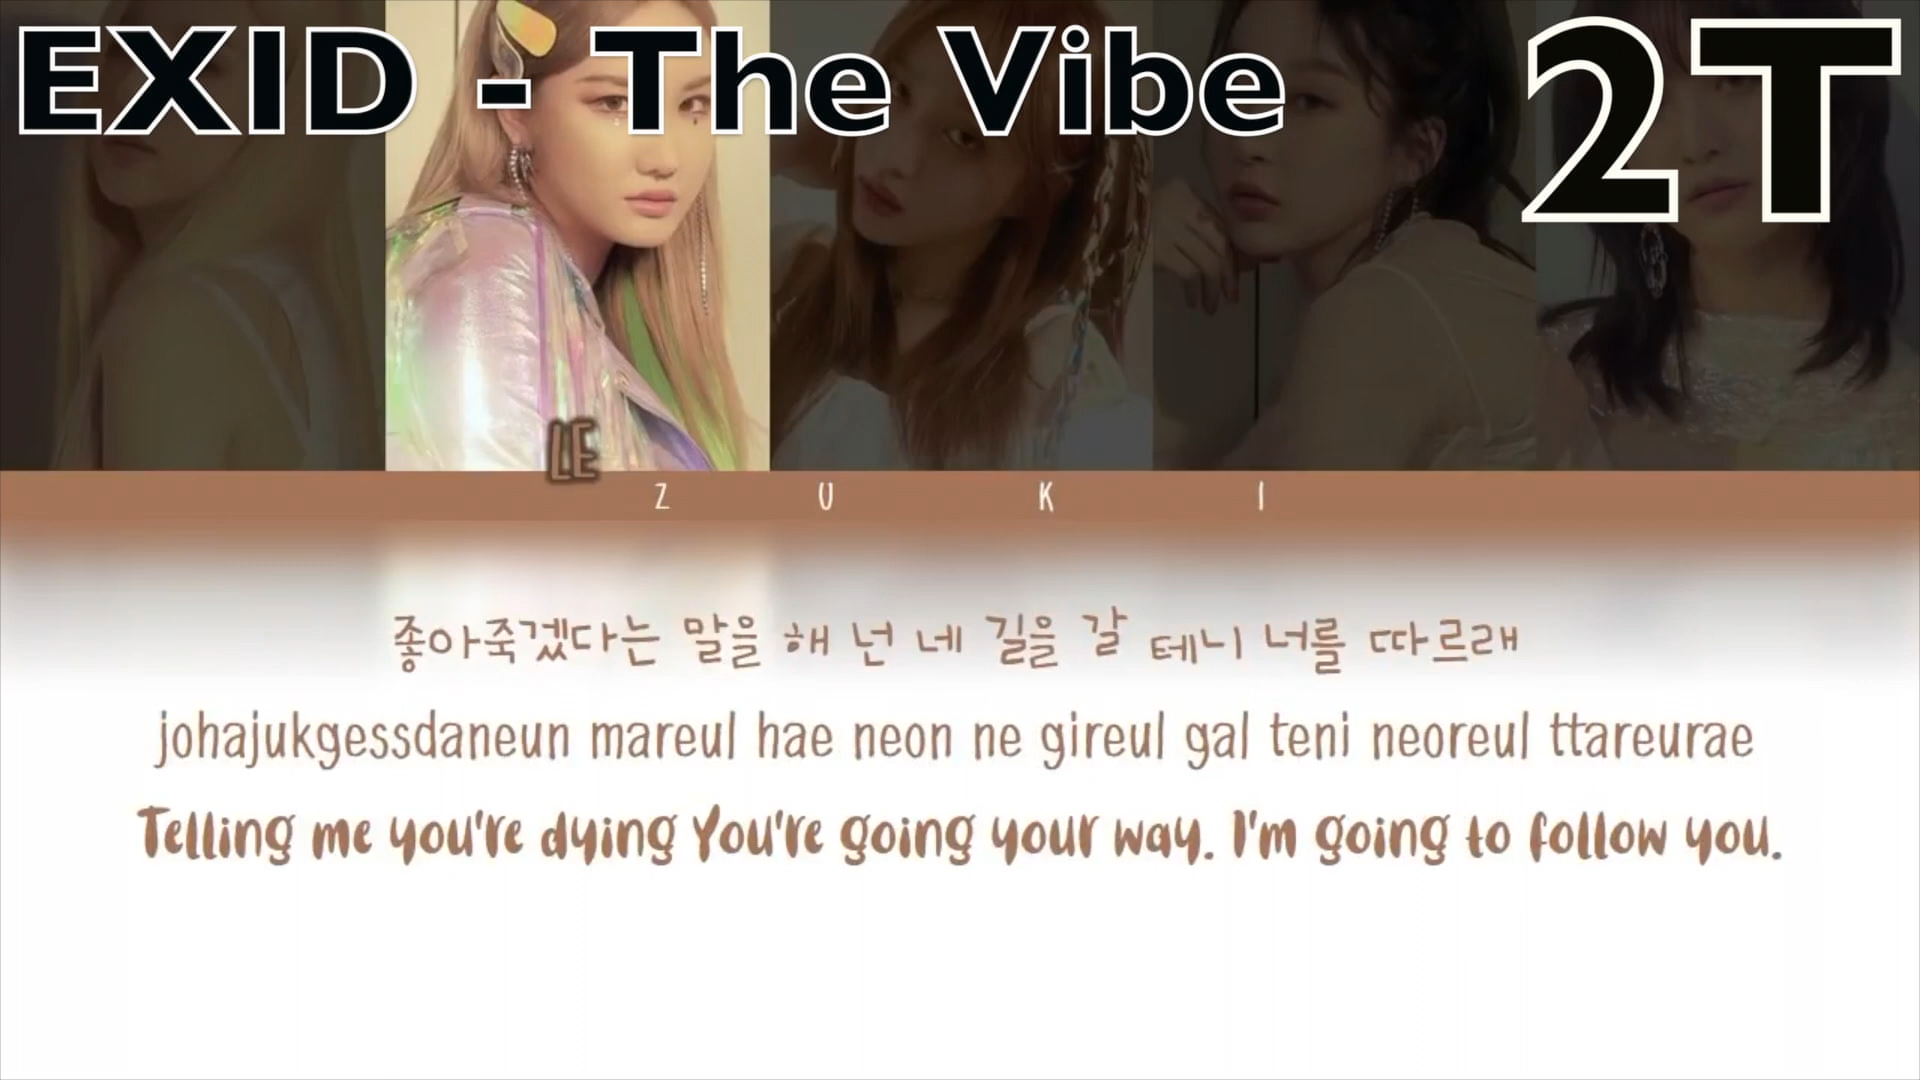 EXID - The Vibe
2T
LE
Z U K I
좋아죽겠다는 말을 해 넌 네 길을 갈 테니 너를 따르래
johajukgessdaneun mareul hae neon ne gireul gal teni neoreul ttareurae
Telling me you're dying You're going your way. I'm going to follow you.